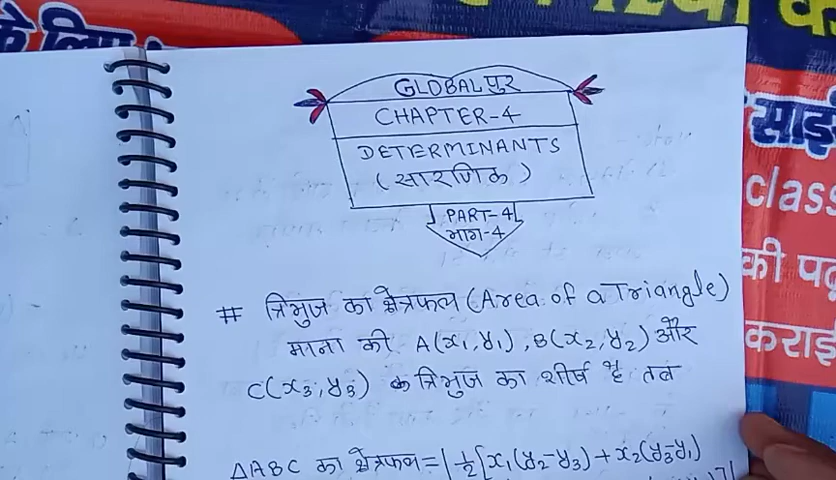 के लिए
साई
class
की
कराई
GLOBALपुर
CHAPTER-4
DETERMINANTS
(सारणिक)
PART-4
भाग-4
# त्रिभुज का क्षेत्रफल (Area of a Triangle)
माना की A(x₁,y₁), B(x₂,y₂) और
C(x₃,y₃) क त्रिभुज का शीर्ष है तब
ΔABC का क्षेत्रफल=|½[x₁(y₂-y₃)+x₂(y₃-y₁)